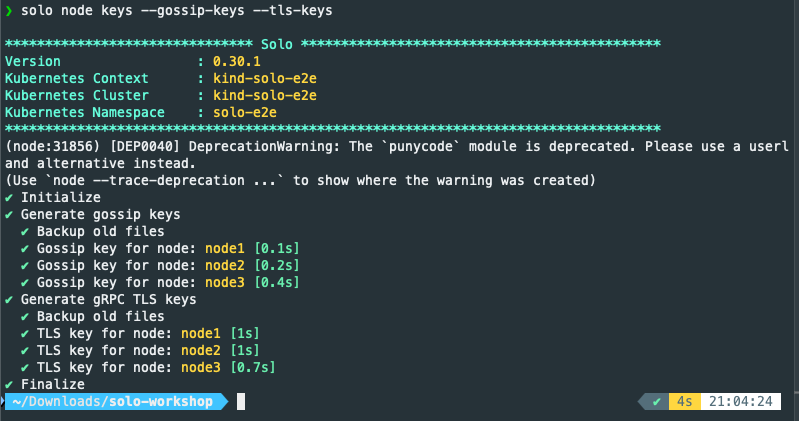 ❯ solo node keys --gossip-keys --tls-keys
******************************* Solo *********************************************
Version : 0.30.1
Kubernetes Context : kind-solo-e2e
Kubernetes Cluster : kind-solo-e2e
Kubernetes Namespace : solo-e2e
**********************************************************************************
(node:31856) [DEP0040] DeprecationWarning: The `punycode` module is deprecated. Please use a userl
and alternative instead.
(Use `node --trace-deprecation ...` to show where the warning was created)
✔ Initialize
✔ Generate gossip keys
✔ Backup old files
✔ Gossip key for node: node1 [0.1s]
✔ Gossip key for node: node2 [0.2s]
✔ Gossip key for node: node3 [0.4s]
✔ Generate gRPC TLS keys
✔ Backup old files
✔ TLS key for node: node1 [1s]
✔ TLS key for node: node2 [1s]
✔ TLS key for node: node3 [0.7s]
✔ Finalize
~/Downloads/solo-workshop ✔ 4s 21:04:24